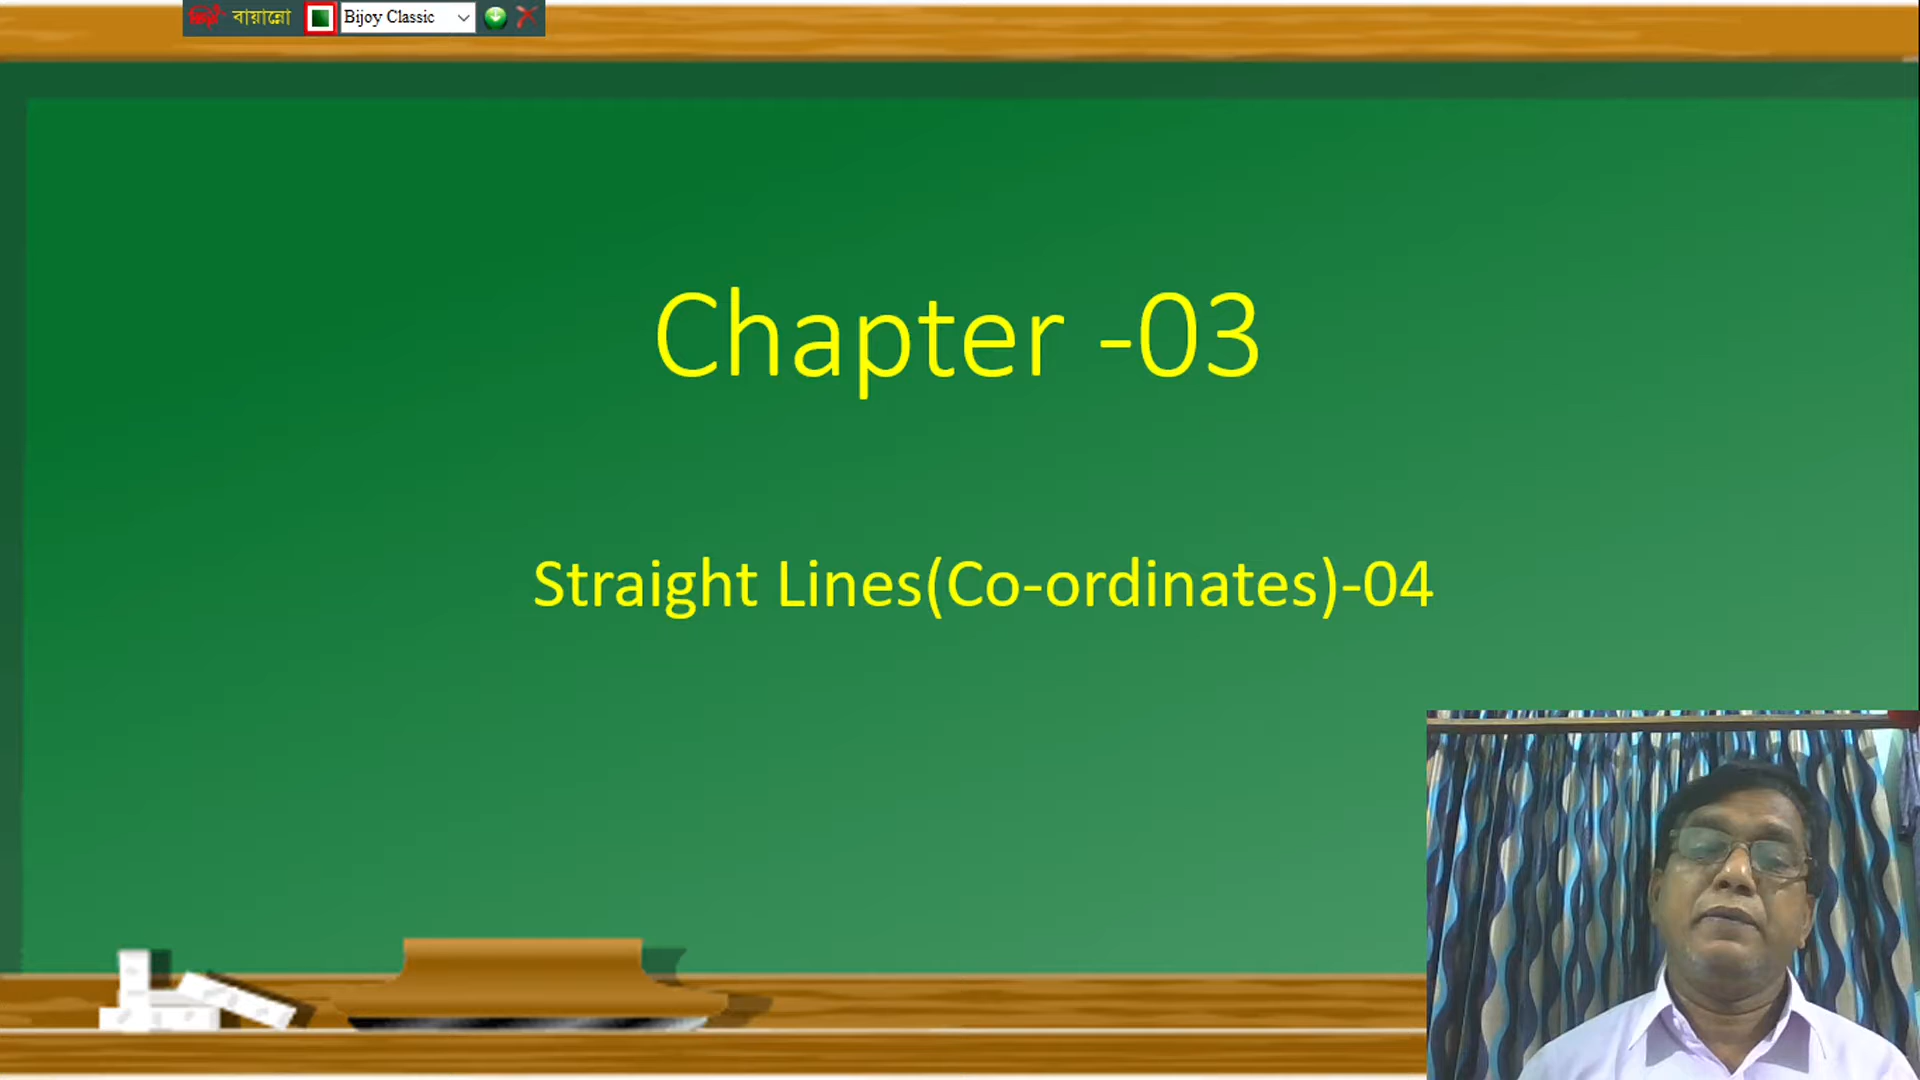 বায়ান্নো
Bijoy Classic
Chapter -03
Straight Lines(Co-ordinates)-04